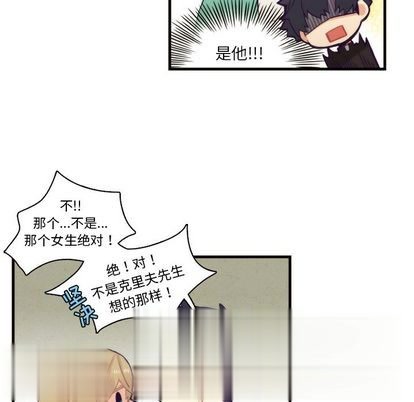 是他!!!
不!!
那个...不是...
那个女生绝对！
绝！对！
不是克里夫先生
想的那样！
坚决